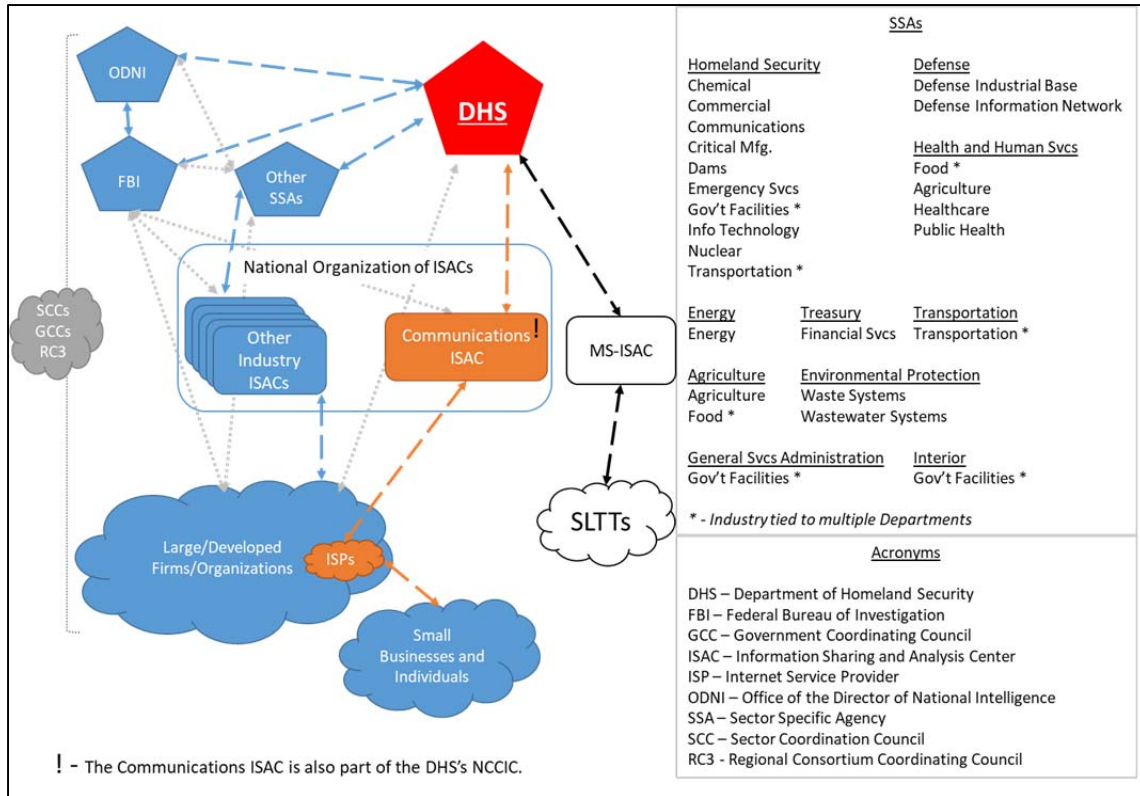 ODNI
DHS
FBI
Other
SSAs
National Organization of ISACs
SCCs
GCCs
RC3
Other
Industry
ISACs
Communications
ISAC
!
MS-ISAC
SLTTs
Large/Developed
Firms/Organizations
ISPs
Small
Businesses and
Individuals
! - The Communications ISAC is also part of the DHS's NCCIC.
SSAs
Homeland Security
Chemical
Commercial
Communications
Critical Mfg.
Dams
Emergency Svcs
Gov't Facilities *
Info Technology
Nuclear
Transportation *
Defense
Defense Industrial Base
Defense Information Network
Health and Human Svcs
Food *
Agriculture
Healthcare
Public Health
Energy
Energy
Treasury
Financial Svcs
Transportation
Transportation *
Agriculture
Agriculture
Food *
Environmental Protection
Waste Systems
Wastewater Systems
General Svcs Administration
Gov't Facilities *
Interior
Gov't Facilities *
* - Industry tied to multiple Departments
Acronyms
DHS – Department of Homeland Security
FBI – Federal Bureau of Investigation
GCC – Government Coordinating Council
ISAC – Information Sharing and Analysis Center
ISP – Internet Service Provider
ODNI – Office of the Director of National Intelligence
SSA – Sector Specific Agency
SCC – Sector Coordination Council
RC3 - Regional Consortium Coordinating Council